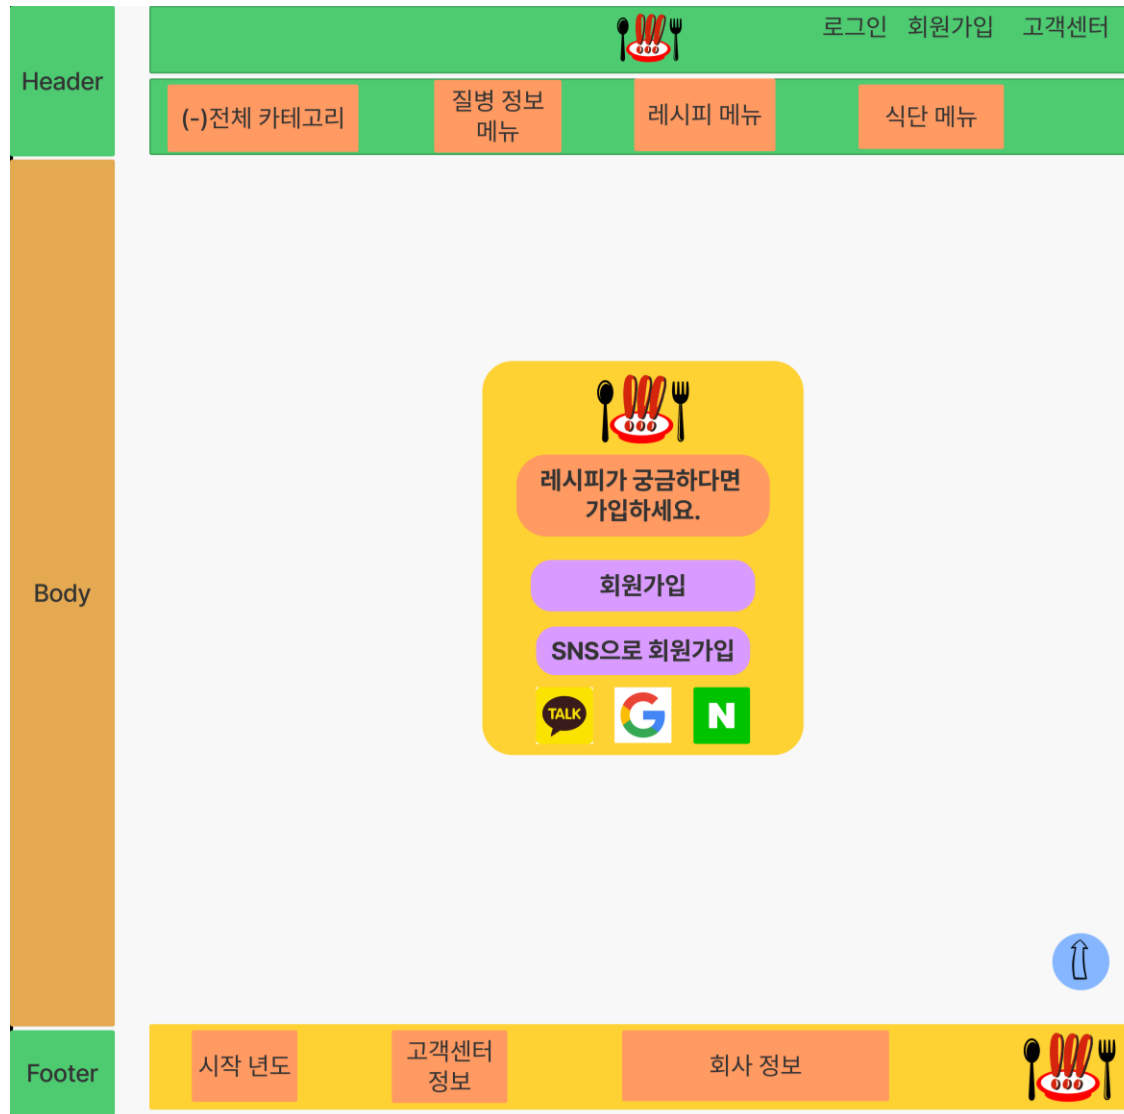 Header
로그인 회원가입 고객센터
(-)전체 카테고리
질병 정보
메뉴
레시피 메뉴
식단 메뉴
Body
레시피가 궁금하다면
가입하세요.
회원가입
SNS으로 회원가입
TALK
G
N
Footer
시작 년도
고객센터
정보
회사 정보